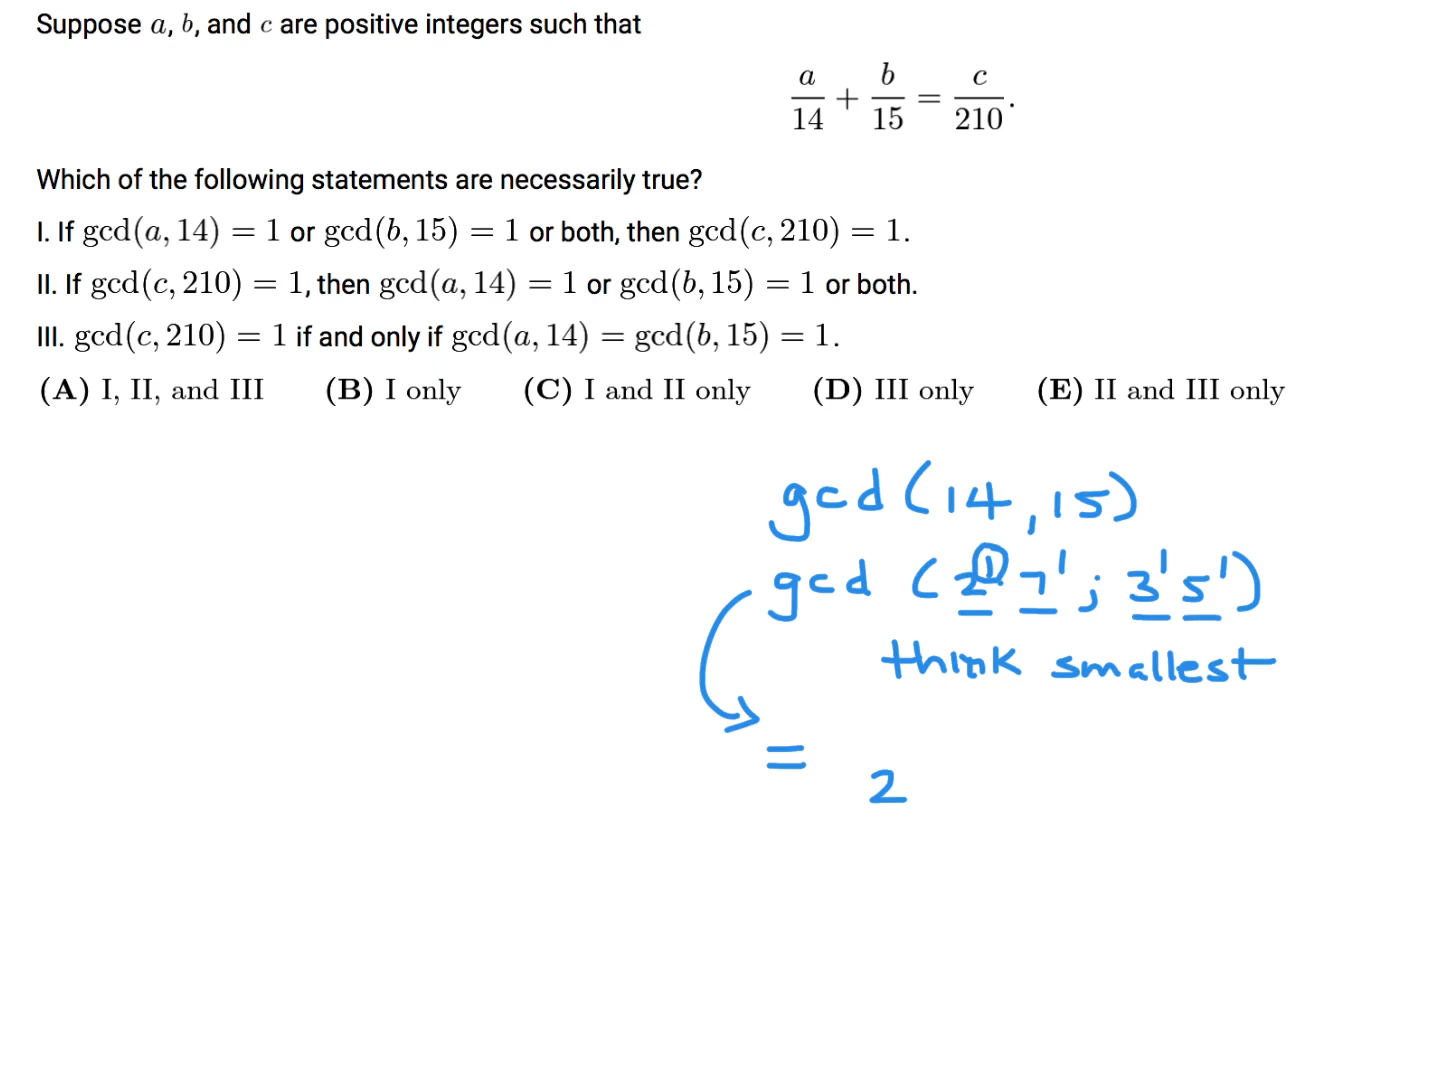 Suppose a, b, and c are positive integers such that
a/14 + b/15 = c/210.
Which of the following statements are necessarily true?
I. If gcd(a, 14) = 1 or gcd(b, 15) = 1 or both, then gcd(c, 210) = 1.
II. If gcd(c, 210) = 1, then gcd(a, 14) = 1 or gcd(b, 15) = 1 or both.
III. gcd(c, 210) = 1 if and only if gcd(a, 14) = gcd(b, 15) = 1.
(A) I, II, and III (B) I only (C) I and II only (D) III only (E) II and III only
gcd(14, 15)
gcd (2¹ 7¹ ; 3¹ 5¹)
think smallest
=
2